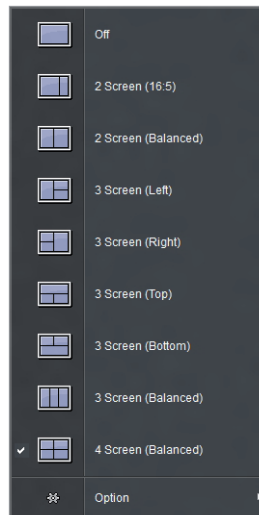 Off
2 Screen (16:5)
2 Screen (Balanced)
3 Screen (Left)
3 Screen (Right)
3 Screen (Top)
3 Screen (Bottom)
3 Screen (Balanced)
4 Screen (Balanced)
Option